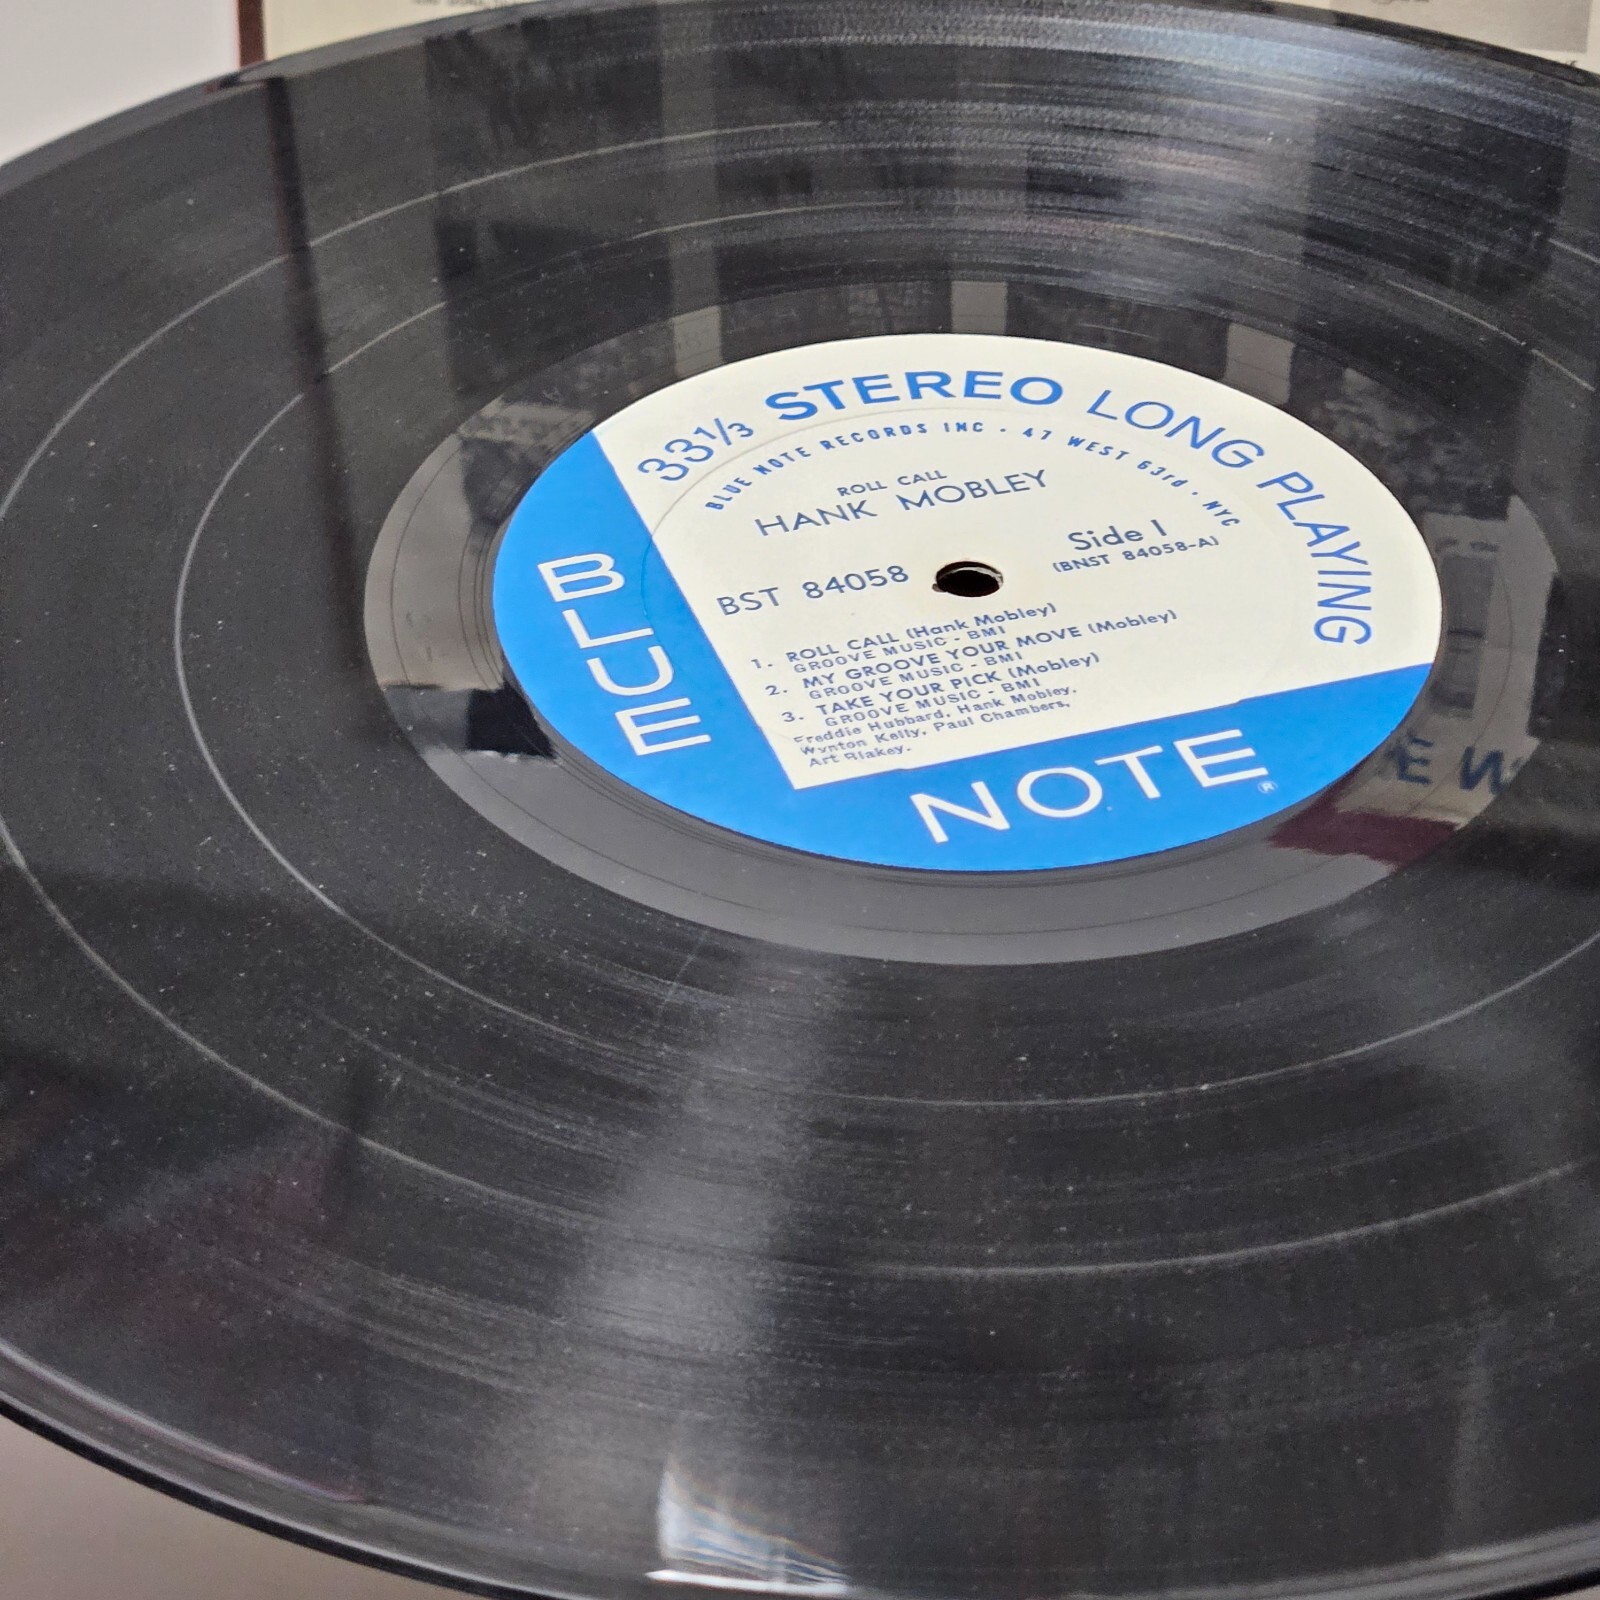 33⅓ STEREO LONG PLAYING
BLUE NOTE RECORDS INC · 47 WEST 63rd · NYC
ROLL CALL
HANK MOBLEY
Side 1
(BNST 84058-A)
BST 84058
1. ROLL CALL (Hank Mobley)
GROOVE MUSIC - BMI
2. MY GROOVE YOUR MOVE (Mobley)
GROOVE MUSIC - BMI
3. TAKE YOUR PICK (Mobley)
GROOVE MUSIC - BMI
Freddie Hubbard, Hank Mobley,
Wynton Kelly, Paul Chambers,
Art Blakey.
BLUE
NOTE®